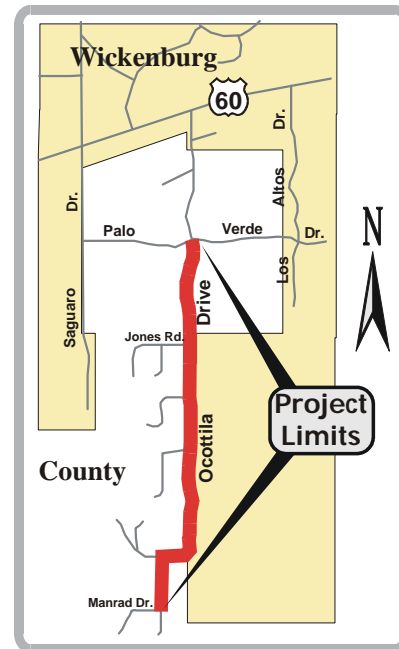 Wickenburg
60
Dr.
Dr.
Altos
Los
Palo
Verde
Dr.
N
Saguaro
Drive
Jones Rd.
Project
Limits
Ocottila
County
Manrad Dr.